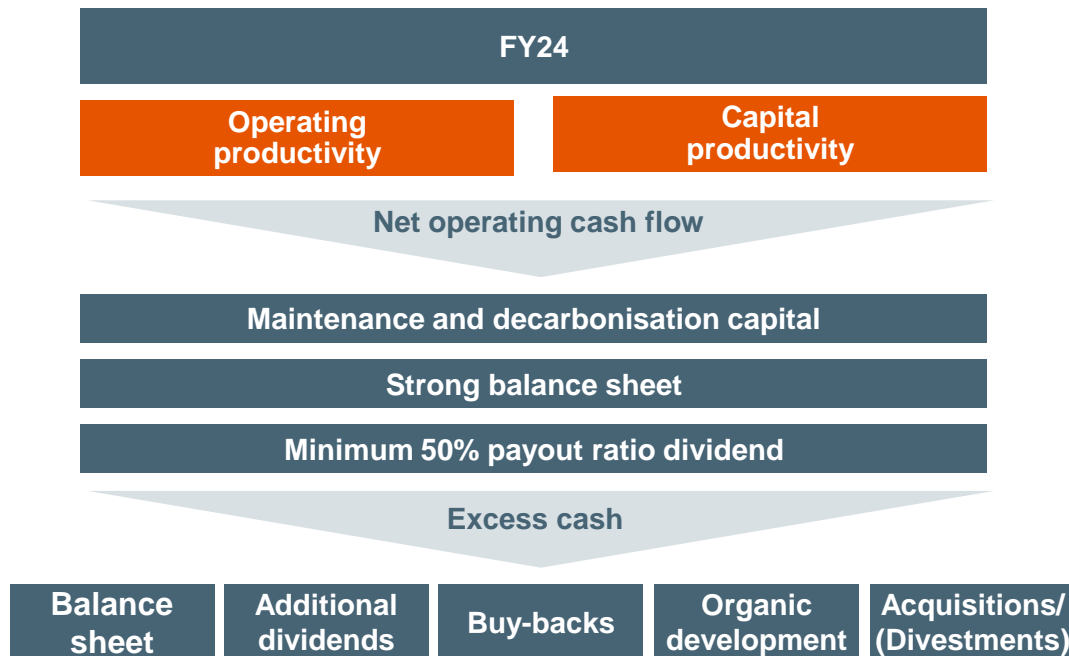 FY24
Operating
productivity
Capital
productivity
Net operating cash flow
Maintenance and decarbonisation capital
Strong balance sheet
Minimum 50% payout ratio dividend
Excess cash
Balance
sheet
Additional
dividends
Buy-backs
Organic
development
Acquisitions/
(Divestments)